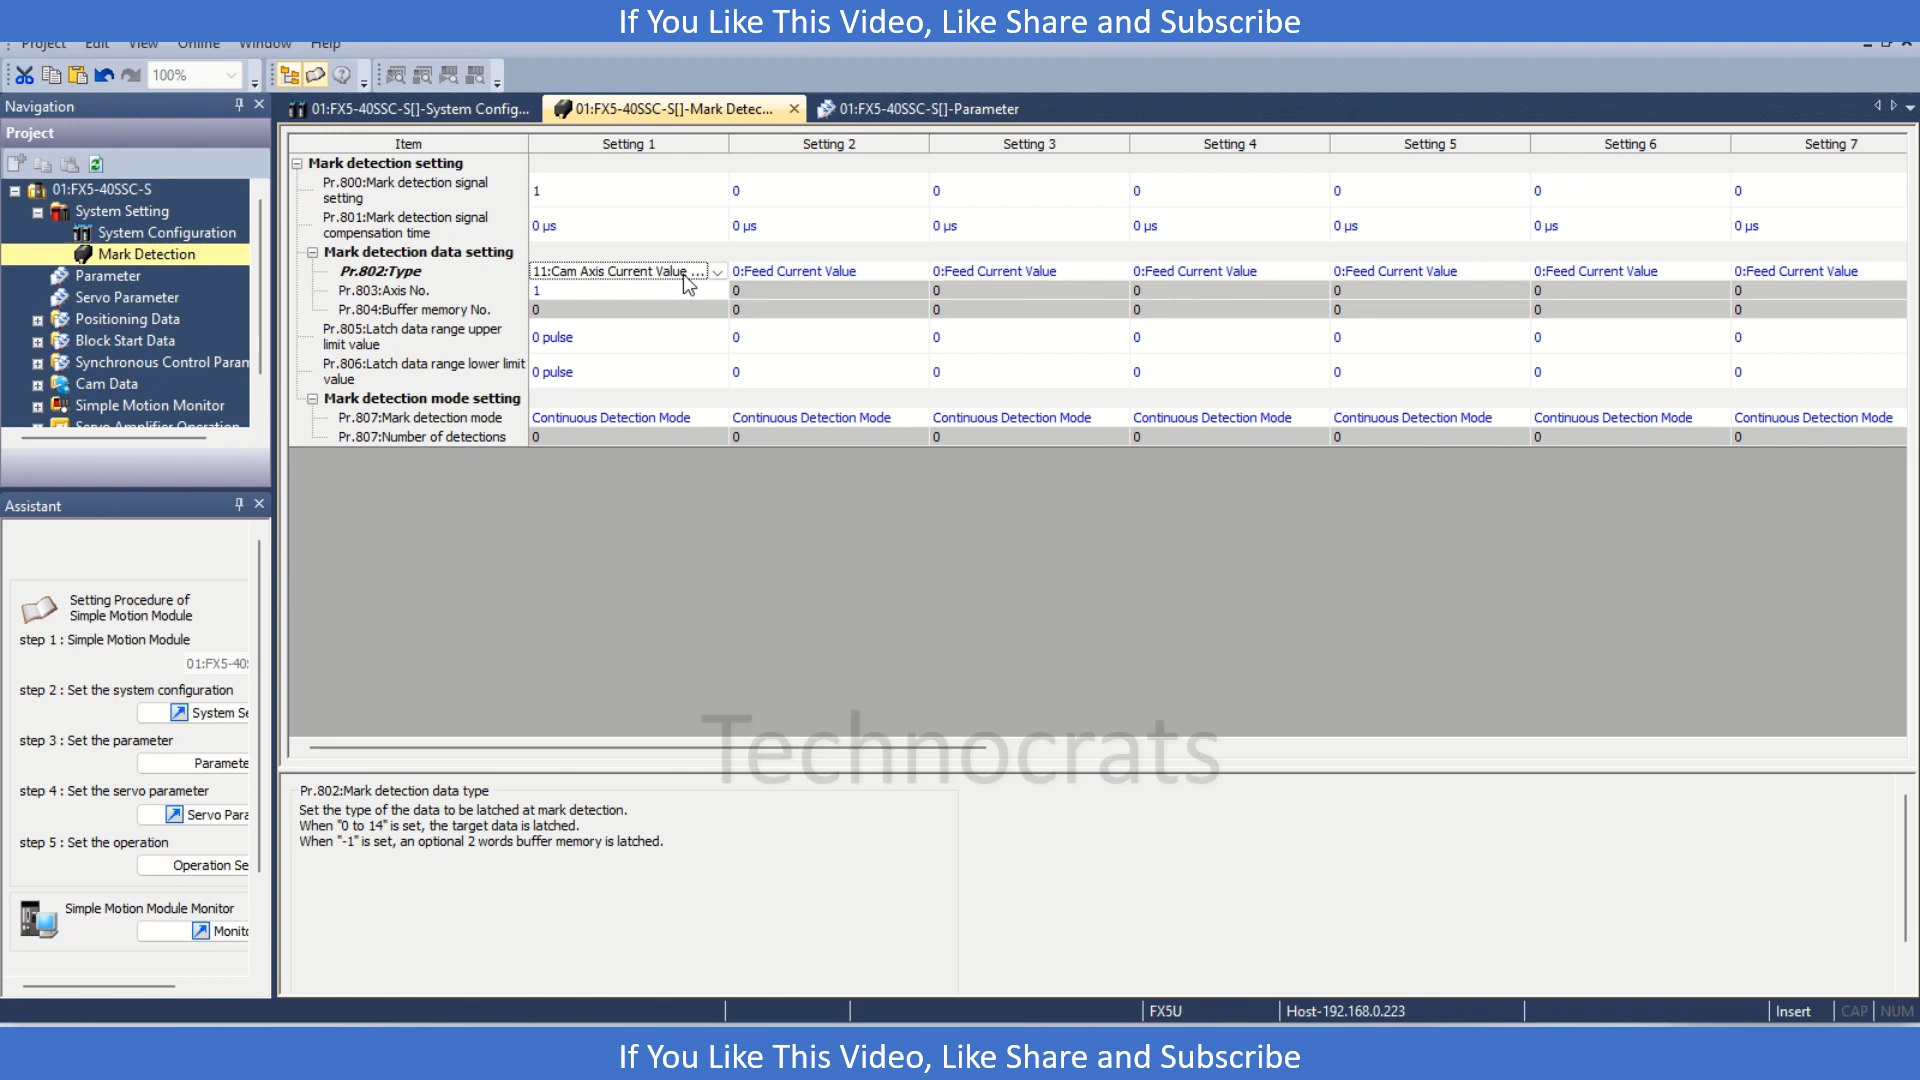 If You Like This Video, Like Share and Subscribe
Project Edit View Online Window Help
100%
Navigation
01:FX5-40SSC-S[]-System Config...
01:FX5-40SSC-S[]-Mark Detec...
01:FX5-40SSC-S[]-Parameter
Project
01:FX5-40SSC-S
System Setting
System Configuration
Mark Detection
Parameter
Servo Parameter
Positioning Data
Block Start Data
Synchronous Control Param
Cam Data
Simple Motion Monitor
Servo Amplifier Operation
Item Setting 1 Setting 2 Setting 3 Setting 4 Setting 5 Setting 6 Setting 7
Mark detection setting
Pr.800:Mark detection signal setting 1 0 0 0 0 0 0
Pr.801:Mark detection signal compensation time 0 µs 0 µs 0 µs 0 µs 0 µs 0 µs 0 µs
Mark detection data setting
Pr.802:Type 11:Cam Axis Current Value ... 0:Feed Current Value 0:Feed Current Value 0:Feed Current Value 0:Feed Current Value 0:Feed Current Value 0:Feed Current Value
Pr.803:Axis No. 1 0 0 0 0 0 0
Pr.804:Buffer memory No. 0 0 0 0 0 0 0
Pr.805:Latch data range upper limit value 0 pulse 0 0 0 0 0 0
Pr.806:Latch data range lower limit value 0 pulse 0 0 0 0 0 0
Mark detection mode setting
Pr.807:Mark detection mode Continuous Detection Mode Continuous Detection Mode Continuous Detection Mode Continuous Detection Mode Continuous Detection Mode Continuous Detection Mode Continuous Detection Mode
Pr.807:Number of detections 0 0 0 0 0 0 0
Assistant
Setting Procedure of
Simple Motion Module
step 1 : Simple Motion Module
01:FX5-40S
step 2 : Set the system configuration
System Se
step 3 : Set the parameter
Paramete
step 4 : Set the servo parameter
Servo Para
step 5 : Set the operation
Operation Se
Simple Motion Module Monitor
Monito
Technocrats
Pr.802:Mark detection data type
Set the type of the data to be latched at mark detection.
When "0 to 14" is set, the target data is latched.
When "-1" is set, an optional 2 words buffer memory is latched.
FX5U Host-192.168.0.223 Insert CAP NUM
If You Like This Video, Like Share and Subscribe